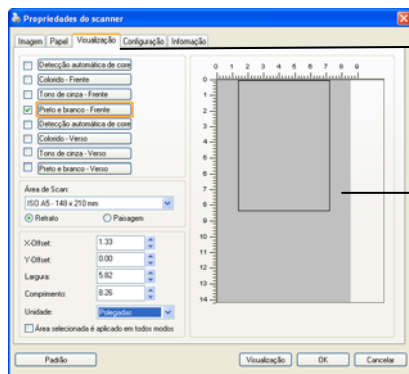 Propriedades do scanner
Imagem Papel Visualização Configuração Informação
Detecção automática de core
Colorido - Frente
Tons de cinza - Frente
Preto e branco - Frente
Detecção automática de core
Colorido - Verso
Tons de cinza - Verso
Preto e branco - Verso
Área de Scan:
ISO A5 - 148 x 210 mm
Retrato Paisagem
X-Offset: 1.33
Y-Offset: 0.00
Largura: 5.82
Comprimento: 8.26
Unidade: Polegadas
Área selecionada é aplicado em todos modos
0 1 2 3 4 5 6 7 8 9
0
1
2
3
4
5
6
7
8
9
10
11
12
13
14
Padrão Visualização OK Cancelar